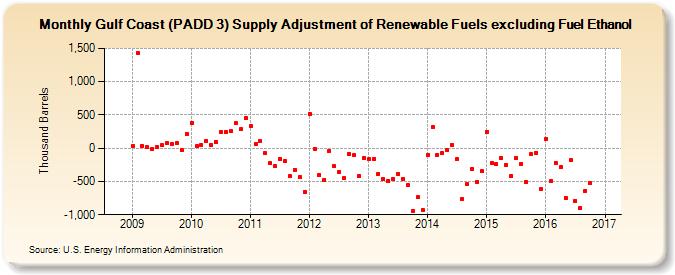 Monthly Gulf Coast (PADD 3) Supply Adjustment of Renewable Fuels excluding Fuel Ethanol
Thousand Barrels
1,500
1,000
500
0
-500
-1,000
2009 2010 2011 2012 2013 2014 2015 2016 2017
Source: U.S. Energy Information Administration